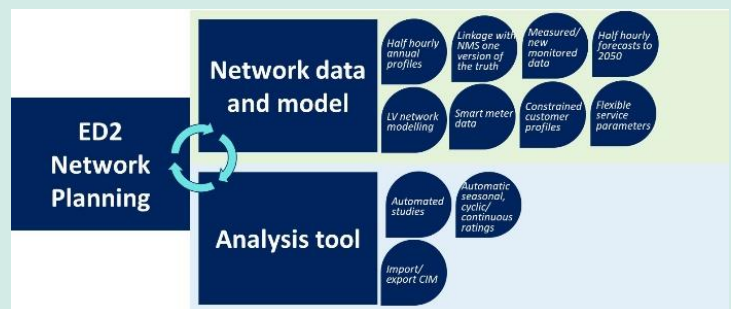 ED2
Network
Planning
Network data
and model
Half hourly
annual
profiles
Linkage with
NMS one
version of
the truth
Measured/
new
monitored
data
Half hourly
forecasts to
2050
LV network
modelling
Smart meter
data
Constrained
customer
profiles
Flexible
service
parameters
Analysis tool
Automated
studies
Automatic
seasonal,
cyclic/
continuous
ratings
Import/
export CIM